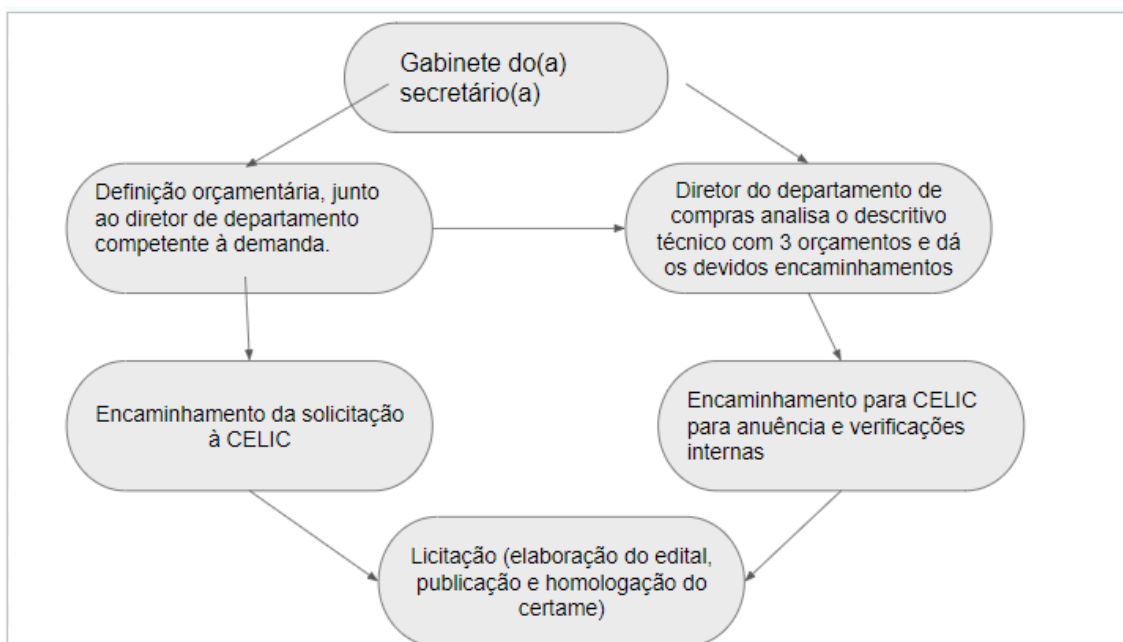 Gabinete do(a)
secretário(a)
Definição orçamentária, junto
ao diretor de departamento
competente à demanda.
Diretor do departamento de
compras analisa o descritivo
técnico com 3 orçamentos e dá
os devidos encaminhamentos
Encaminhamento da solicitação
à CELIC
Encaminhamento para CELIC
para anuência e verificações
internas
Licitação (elaboração do edital,
publicação e homologação do
certame)